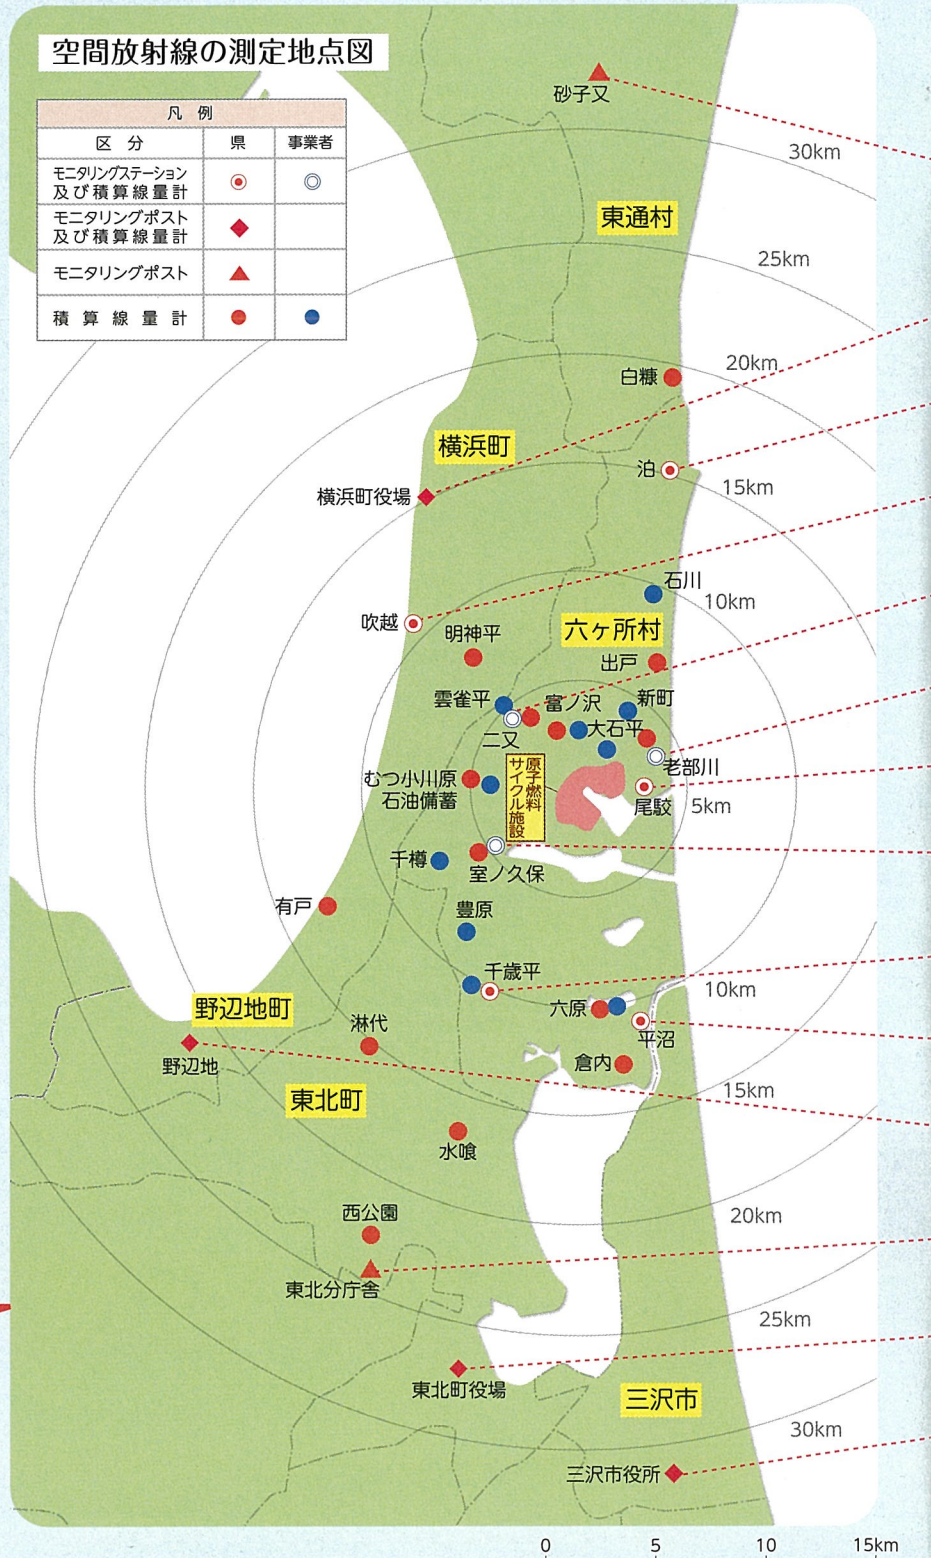 空間放射線の測定地点図
凡 例
区 分 県 事業者
モニタリングステーション
及び積算線量計
モニタリングポスト
及び積算線量計
モニタリングポスト
積算線量計
砂子又
30km
東通村
25km
20km
白糠
横浜町
泊
15km
横浜町役場
石川
10km
吹越
六ヶ所村
明神平
出戸
雲雀平
富ノ沢
新町
二又
大石平
老部川
原子燃料
サイクル施設
むつ小川原
石油備蓄
尾駮
5km
千樽
室ノ久保
有戸
豊原
千歳平
10km
野辺地町
六原
淋代
平沼
野辺地
倉内
15km
東北町
水喰
西公園
20km
東北分庁舎
25km
東北町役場
三沢市
30km
三沢市役所
0 5 10 15km